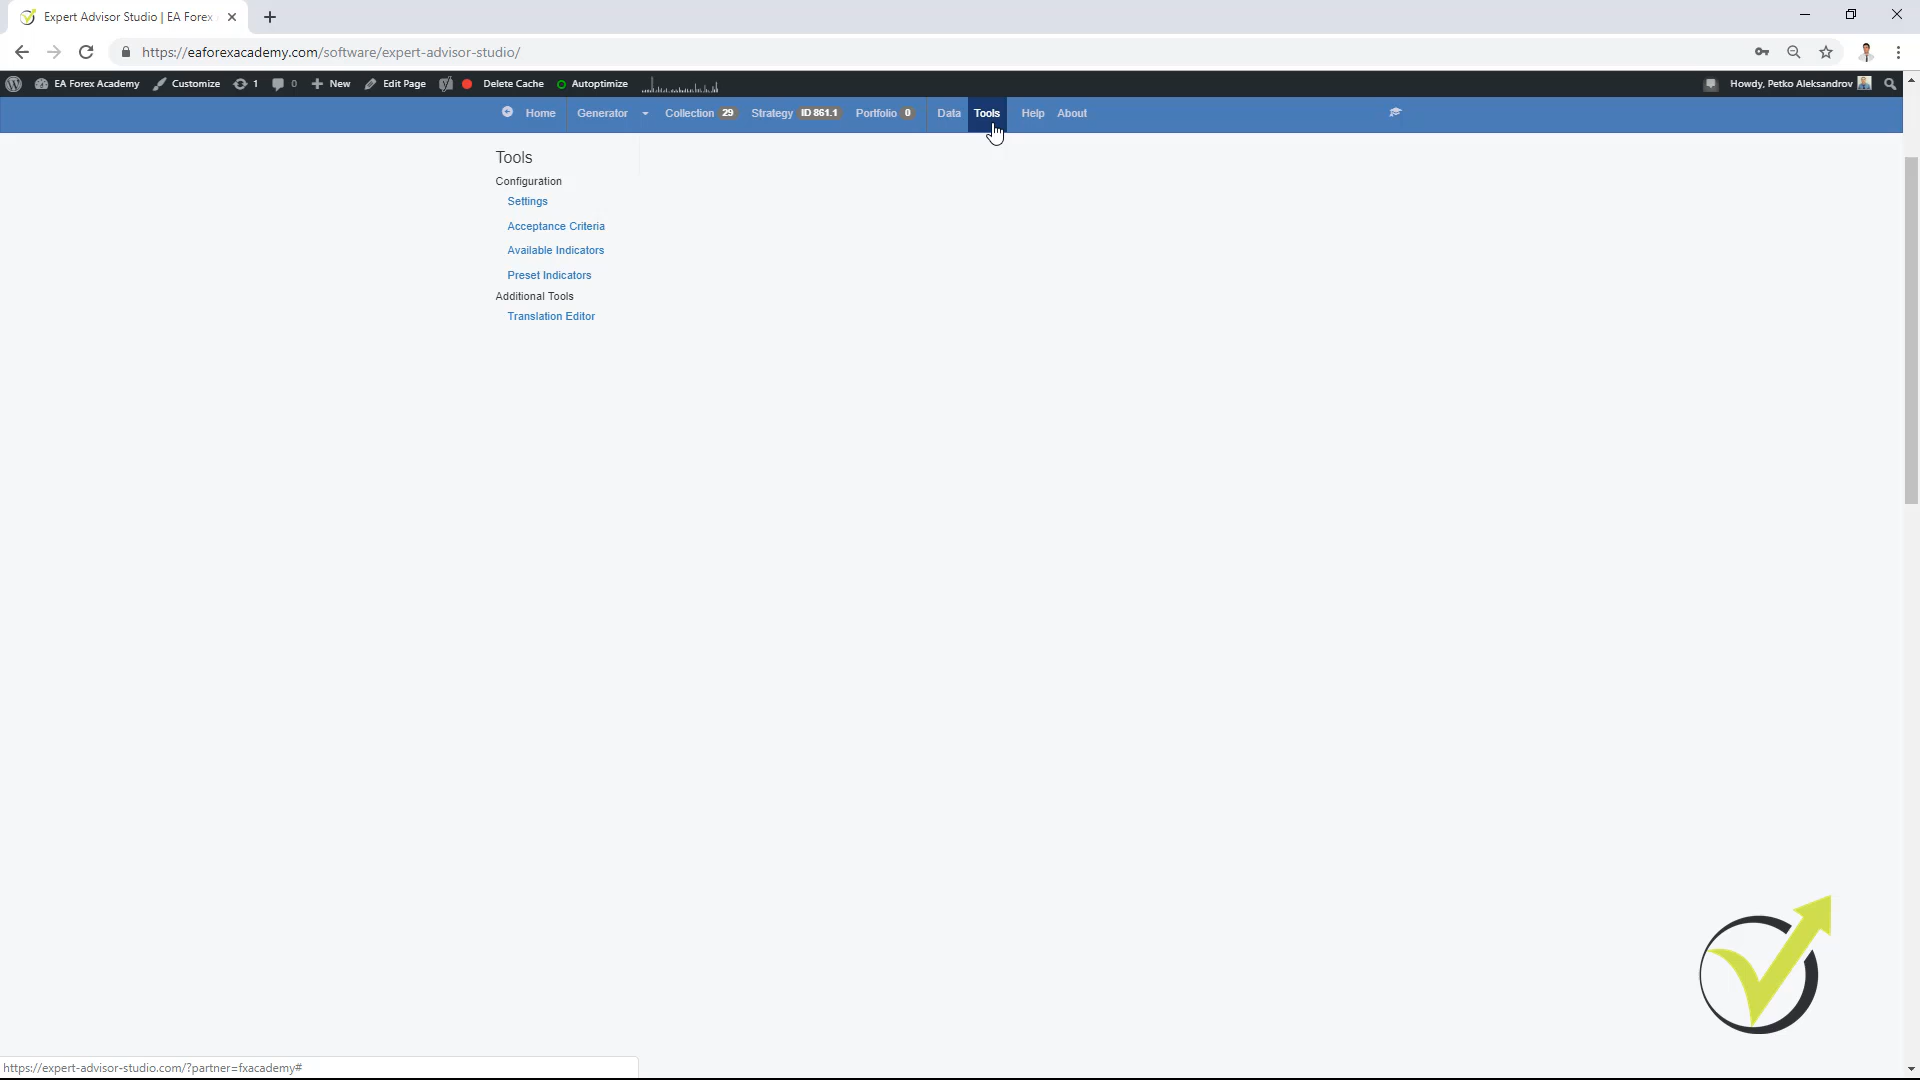 Expert Advisor Studio | EA Forex
https://eaforexacademy.com/software/expert-advisor-studio/
EA Forex Academy Customize 1 0 New Edit Page Delete Cache Autoptimize Howdy, Petko Aleksandrov
Home Generator Collection 29 Strategy ID 861.1 Portfolio 0 Data Tools Help About
Tools
Configuration
Settings
Acceptance Criteria
Available Indicators
Preset Indicators
Additional Tools
Translation Editor
https://expert-advisor-studio.com/?partner=fxacademy#